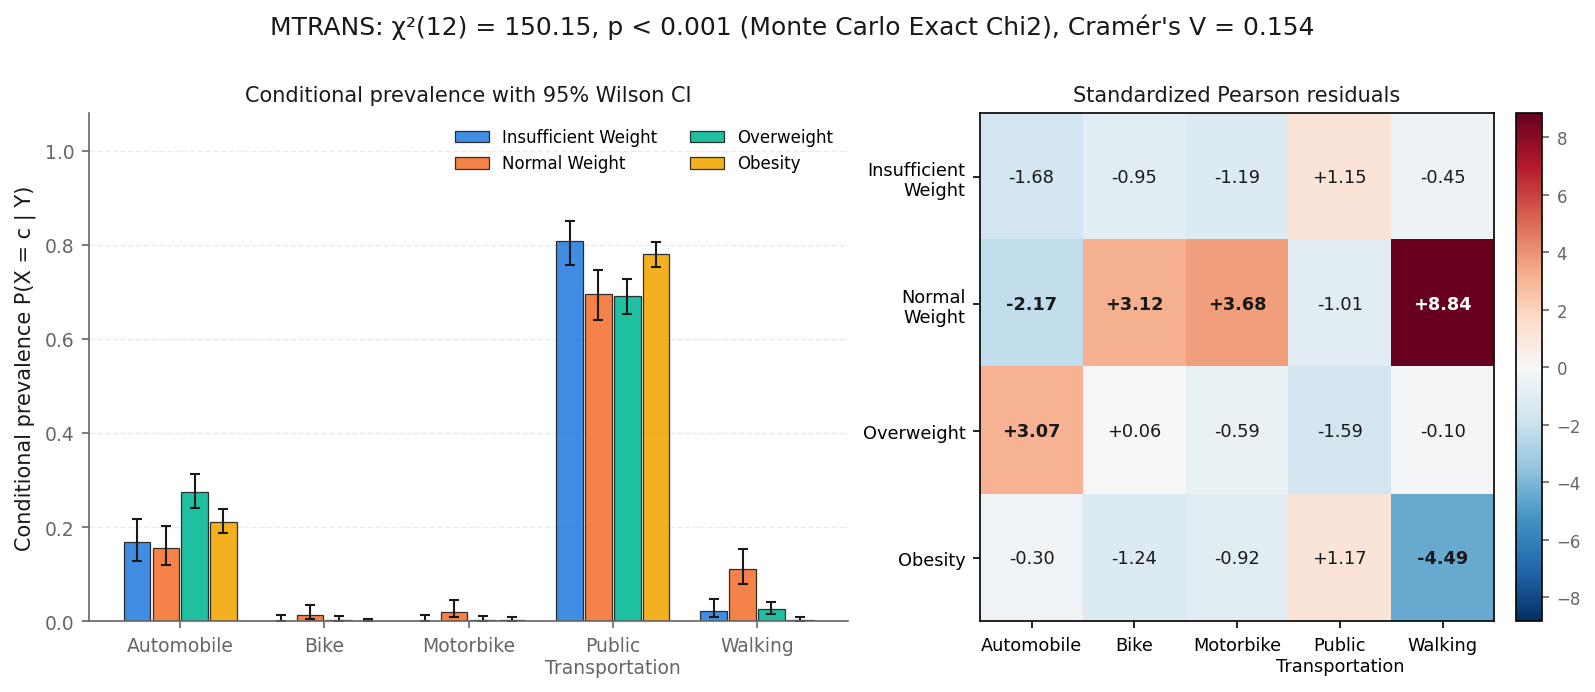 MTRANS: χ²(12) = 150.15, p < 0.001 (Monte Carlo Exact Chi2), Cramér's V = 0.154
Conditional prevalence with 95% Wilson CI
Conditional prevalence P(X = c | Y)
1.0
0.8
0.6
0.4
0.2
0.0
Insufficient Weight
Normal Weight
Overweight
Obesity
Automobile
Bike
Motorbike
Public
Transportation
Walking
Standardized Pearson residuals
Insufficient
Weight
-1.68 -0.95 -1.19 +1.15 -0.45
Normal
Weight
-2.17 +3.12 +3.68 -1.01 +8.84
Overweight
+3.07 +0.06 -0.59 -1.59 -0.10
Obesity
-0.30 -1.24 -0.92 +1.17 -4.49
Automobile
Bike
Motorbike
Public
Transportation
Walking
8
6
4
2
0
−2
−4
−6
−8